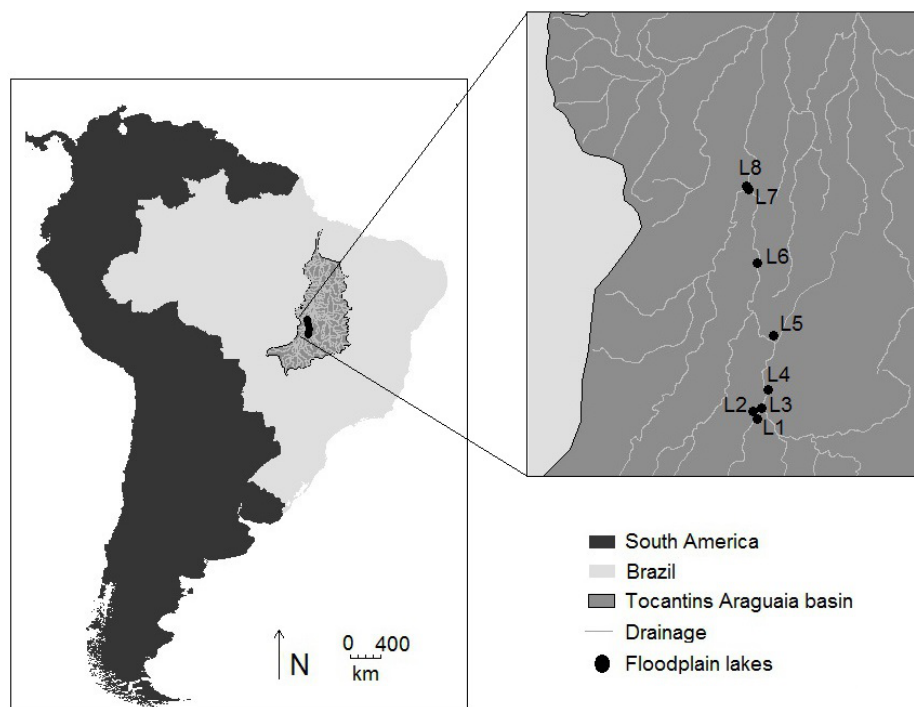 L8
L7
L6
L5
L4
L2 L3
L1
N
0 400
km
South America
Brazil
Tocantins Araguaia basin
Drainage
Floodplain lakes